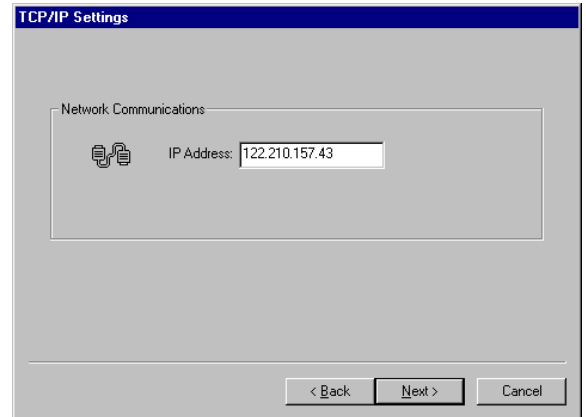 TCP/IP Settings
Network Communications
IP Address: 122.210.157.43
< Back Next > Cancel